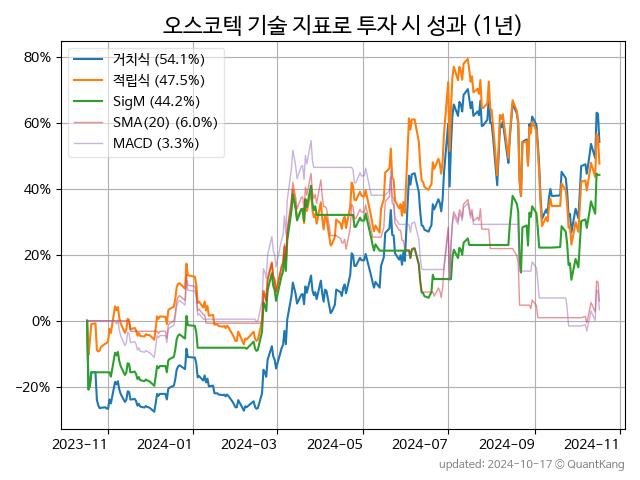 오스코텍 기술 지표로 투자 시 성과 (1년)
거치식 (54.1%)
적립식 (47.5%)
SigM (44.2%)
SMA(20) (6.0%)
MACD (3.3%)
80%
60%
40%
20%
0%
−20%
2023-11 2024-01 2024-03 2024-05 2024-07 2024-09 2024-11
updated: 2024-10-17 © QuantKang